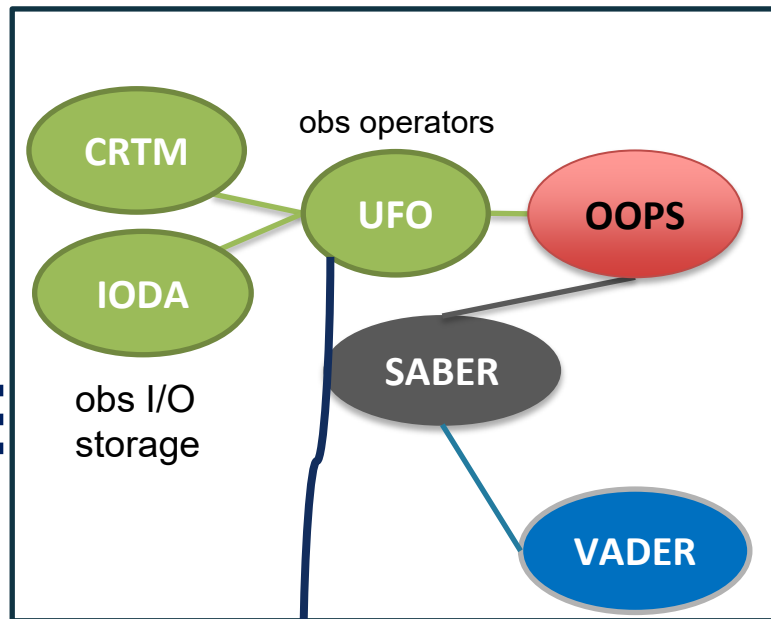 obs operators
CRTM
UFO
OOPS
IODA
SABER
obs I/O
storage
VADER